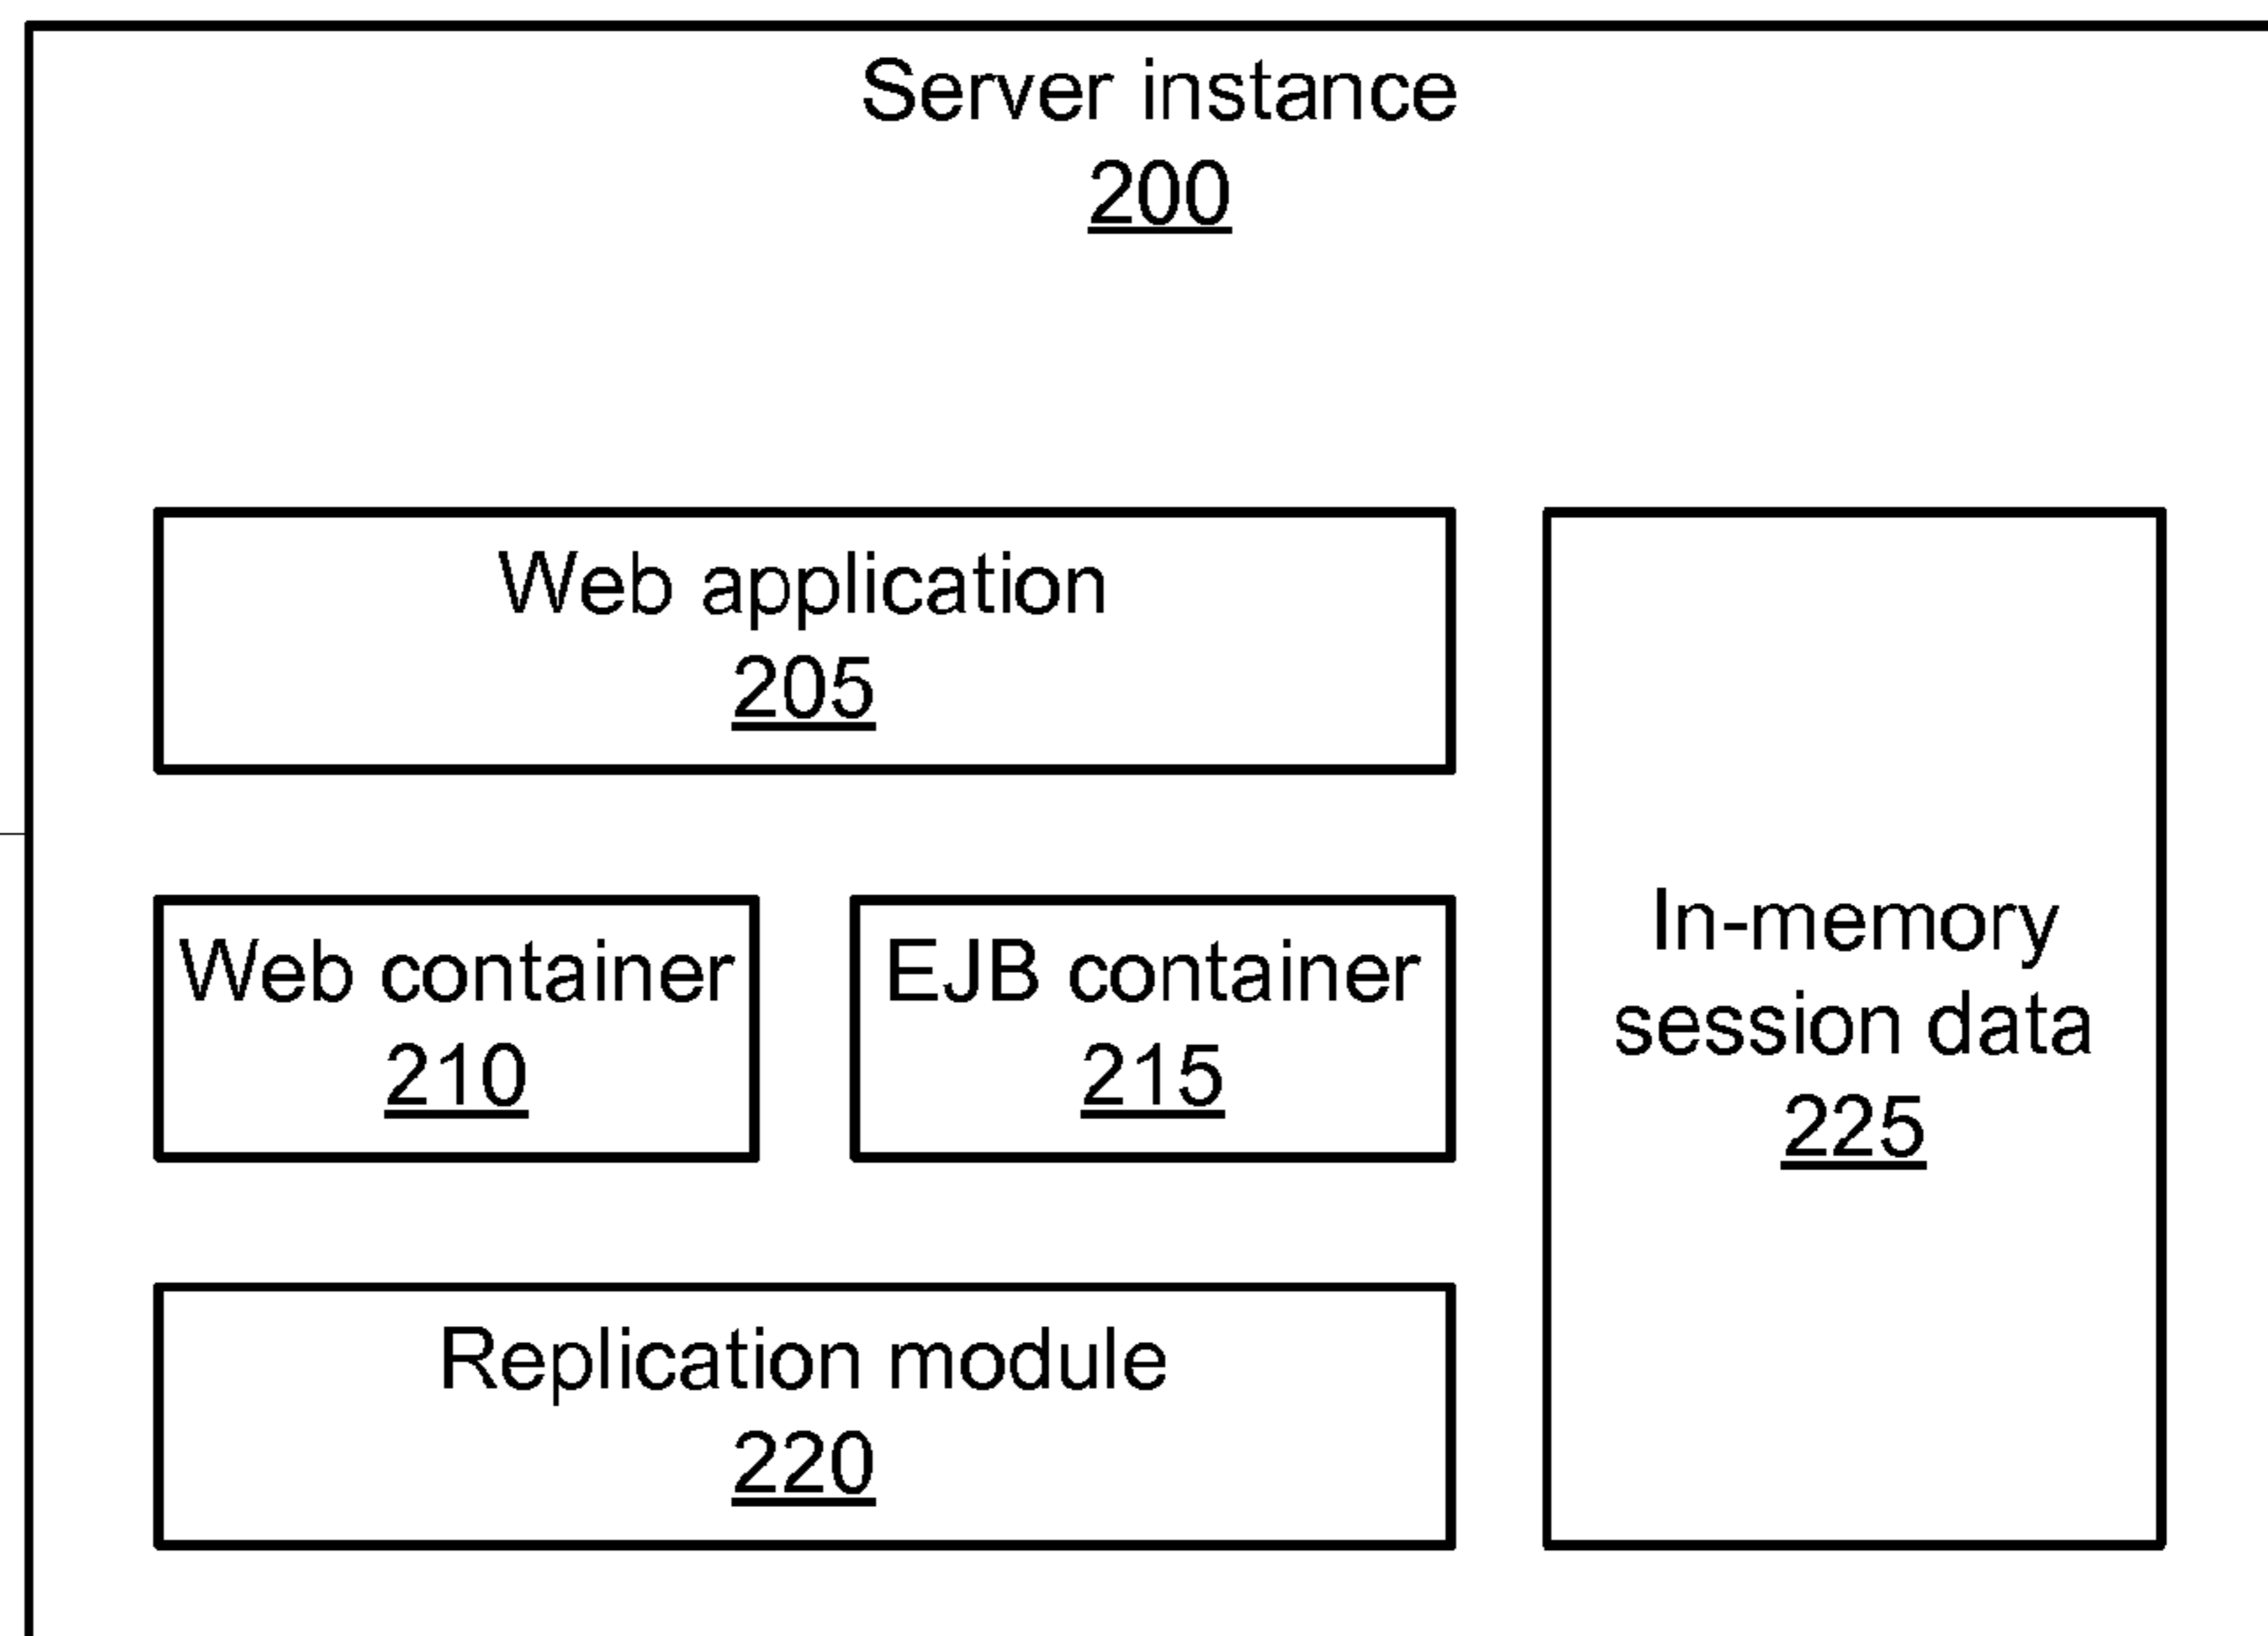 Server instance
200
Web application
205
Web container
210
EJB container
215
In-memory
session data
225
Replication module
220